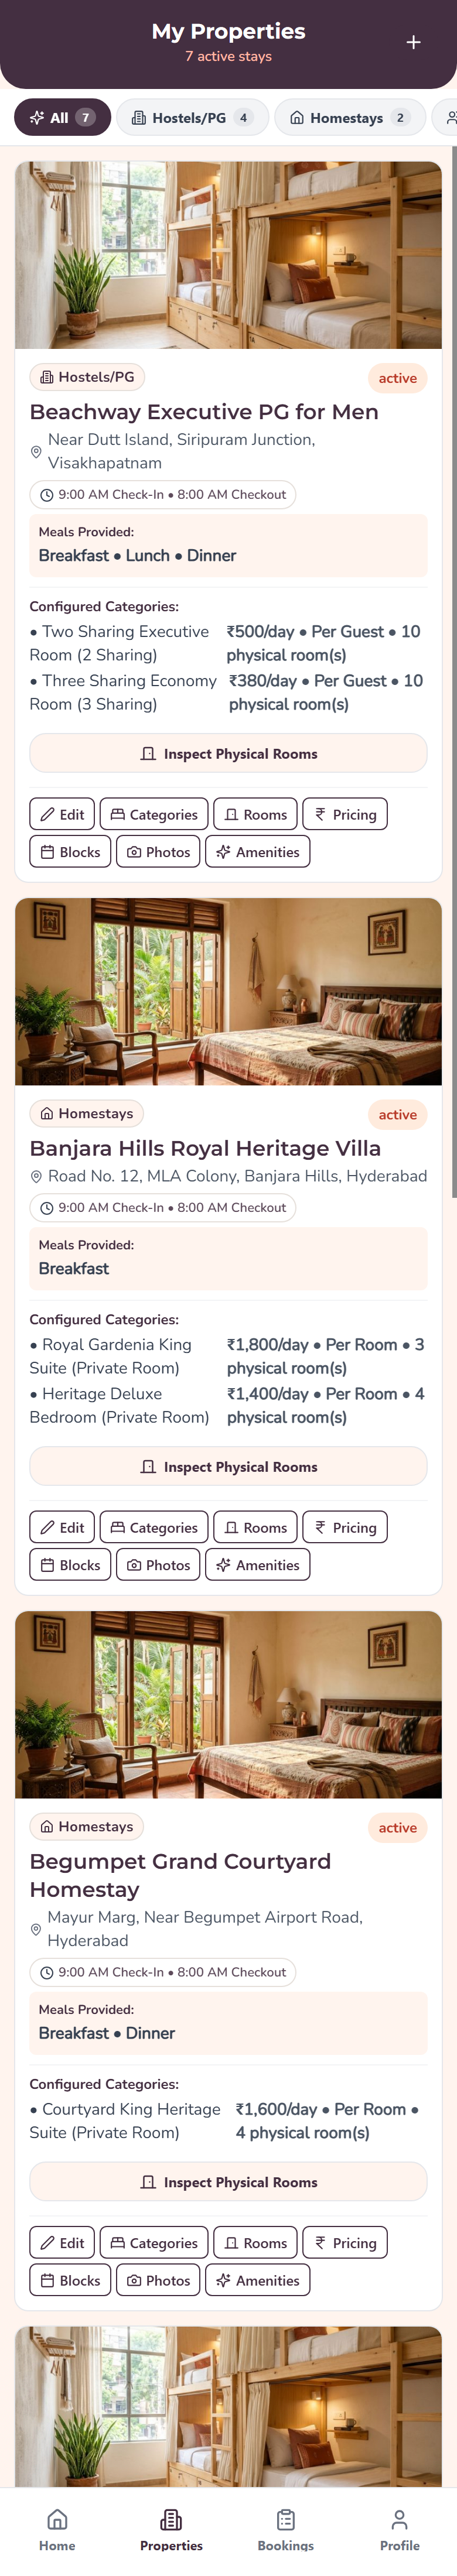 My Properties
7 active stays
All 7
Hostels/PG 4
Homestays 2
Hostels/PG
active
Beachway Executive PG for Men
Near Dutt Island, Siripuram Junction,
Visakhapatnam
9:00 AM Check-In • 8:00 AM Checkout
Meals Provided:
Breakfast • Lunch • Dinner
Configured Categories:
• Two Sharing Executive Room (2 Sharing)
₹500/day • Per Guest • 10 physical room(s)
• Three Sharing Economy Room (3 Sharing)
₹380/day • Per Guest • 10 physical room(s)
Inspect Physical Rooms
Edit Categories Rooms Pricing
Blocks Photos Amenities
Homestays
active
Banjara Hills Royal Heritage Villa
Road No. 12, MLA Colony, Banjara Hills, Hyderabad
9:00 AM Check-In • 8:00 AM Checkout
Meals Provided:
Breakfast
Configured Categories:
• Royal Gardenia King Suite (Private Room)
₹1,800/day • Per Room • 3 physical room(s)
• Heritage Deluxe Bedroom (Private Room)
₹1,400/day • Per Room • 4 physical room(s)
Inspect Physical Rooms
Edit Categories Rooms Pricing
Blocks Photos Amenities
Homestays
active
Begumpet Grand Courtyard
Homestay
Mayur Marg, Near Begumpet Airport Road,
Hyderabad
9:00 AM Check-In • 8:00 AM Checkout
Meals Provided:
Breakfast • Dinner
Configured Categories:
• Courtyard King Heritage Suite (Private Room)
₹1,600/day • Per Room • 4 physical room(s)
Inspect Physical Rooms
Edit Categories Rooms Pricing
Blocks Photos Amenities
Home Properties Bookings Profile